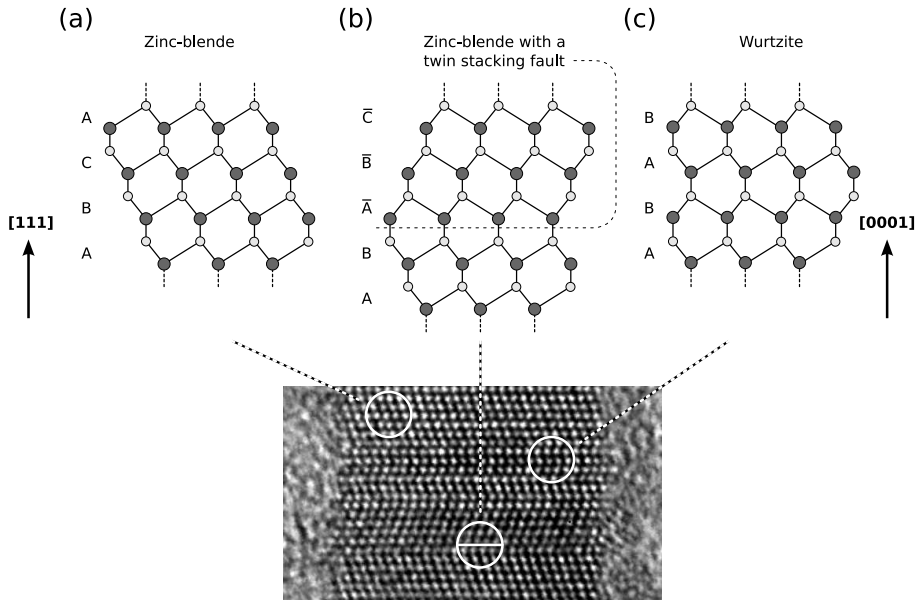 (a)
Zinc-blende
A
C
B
A
[111]
(b)
Zinc-blende with a
twin stacking fault
C̅
B̅
A̅
B
A
(c)
Wurtzite
B
A
B
A
[0001]